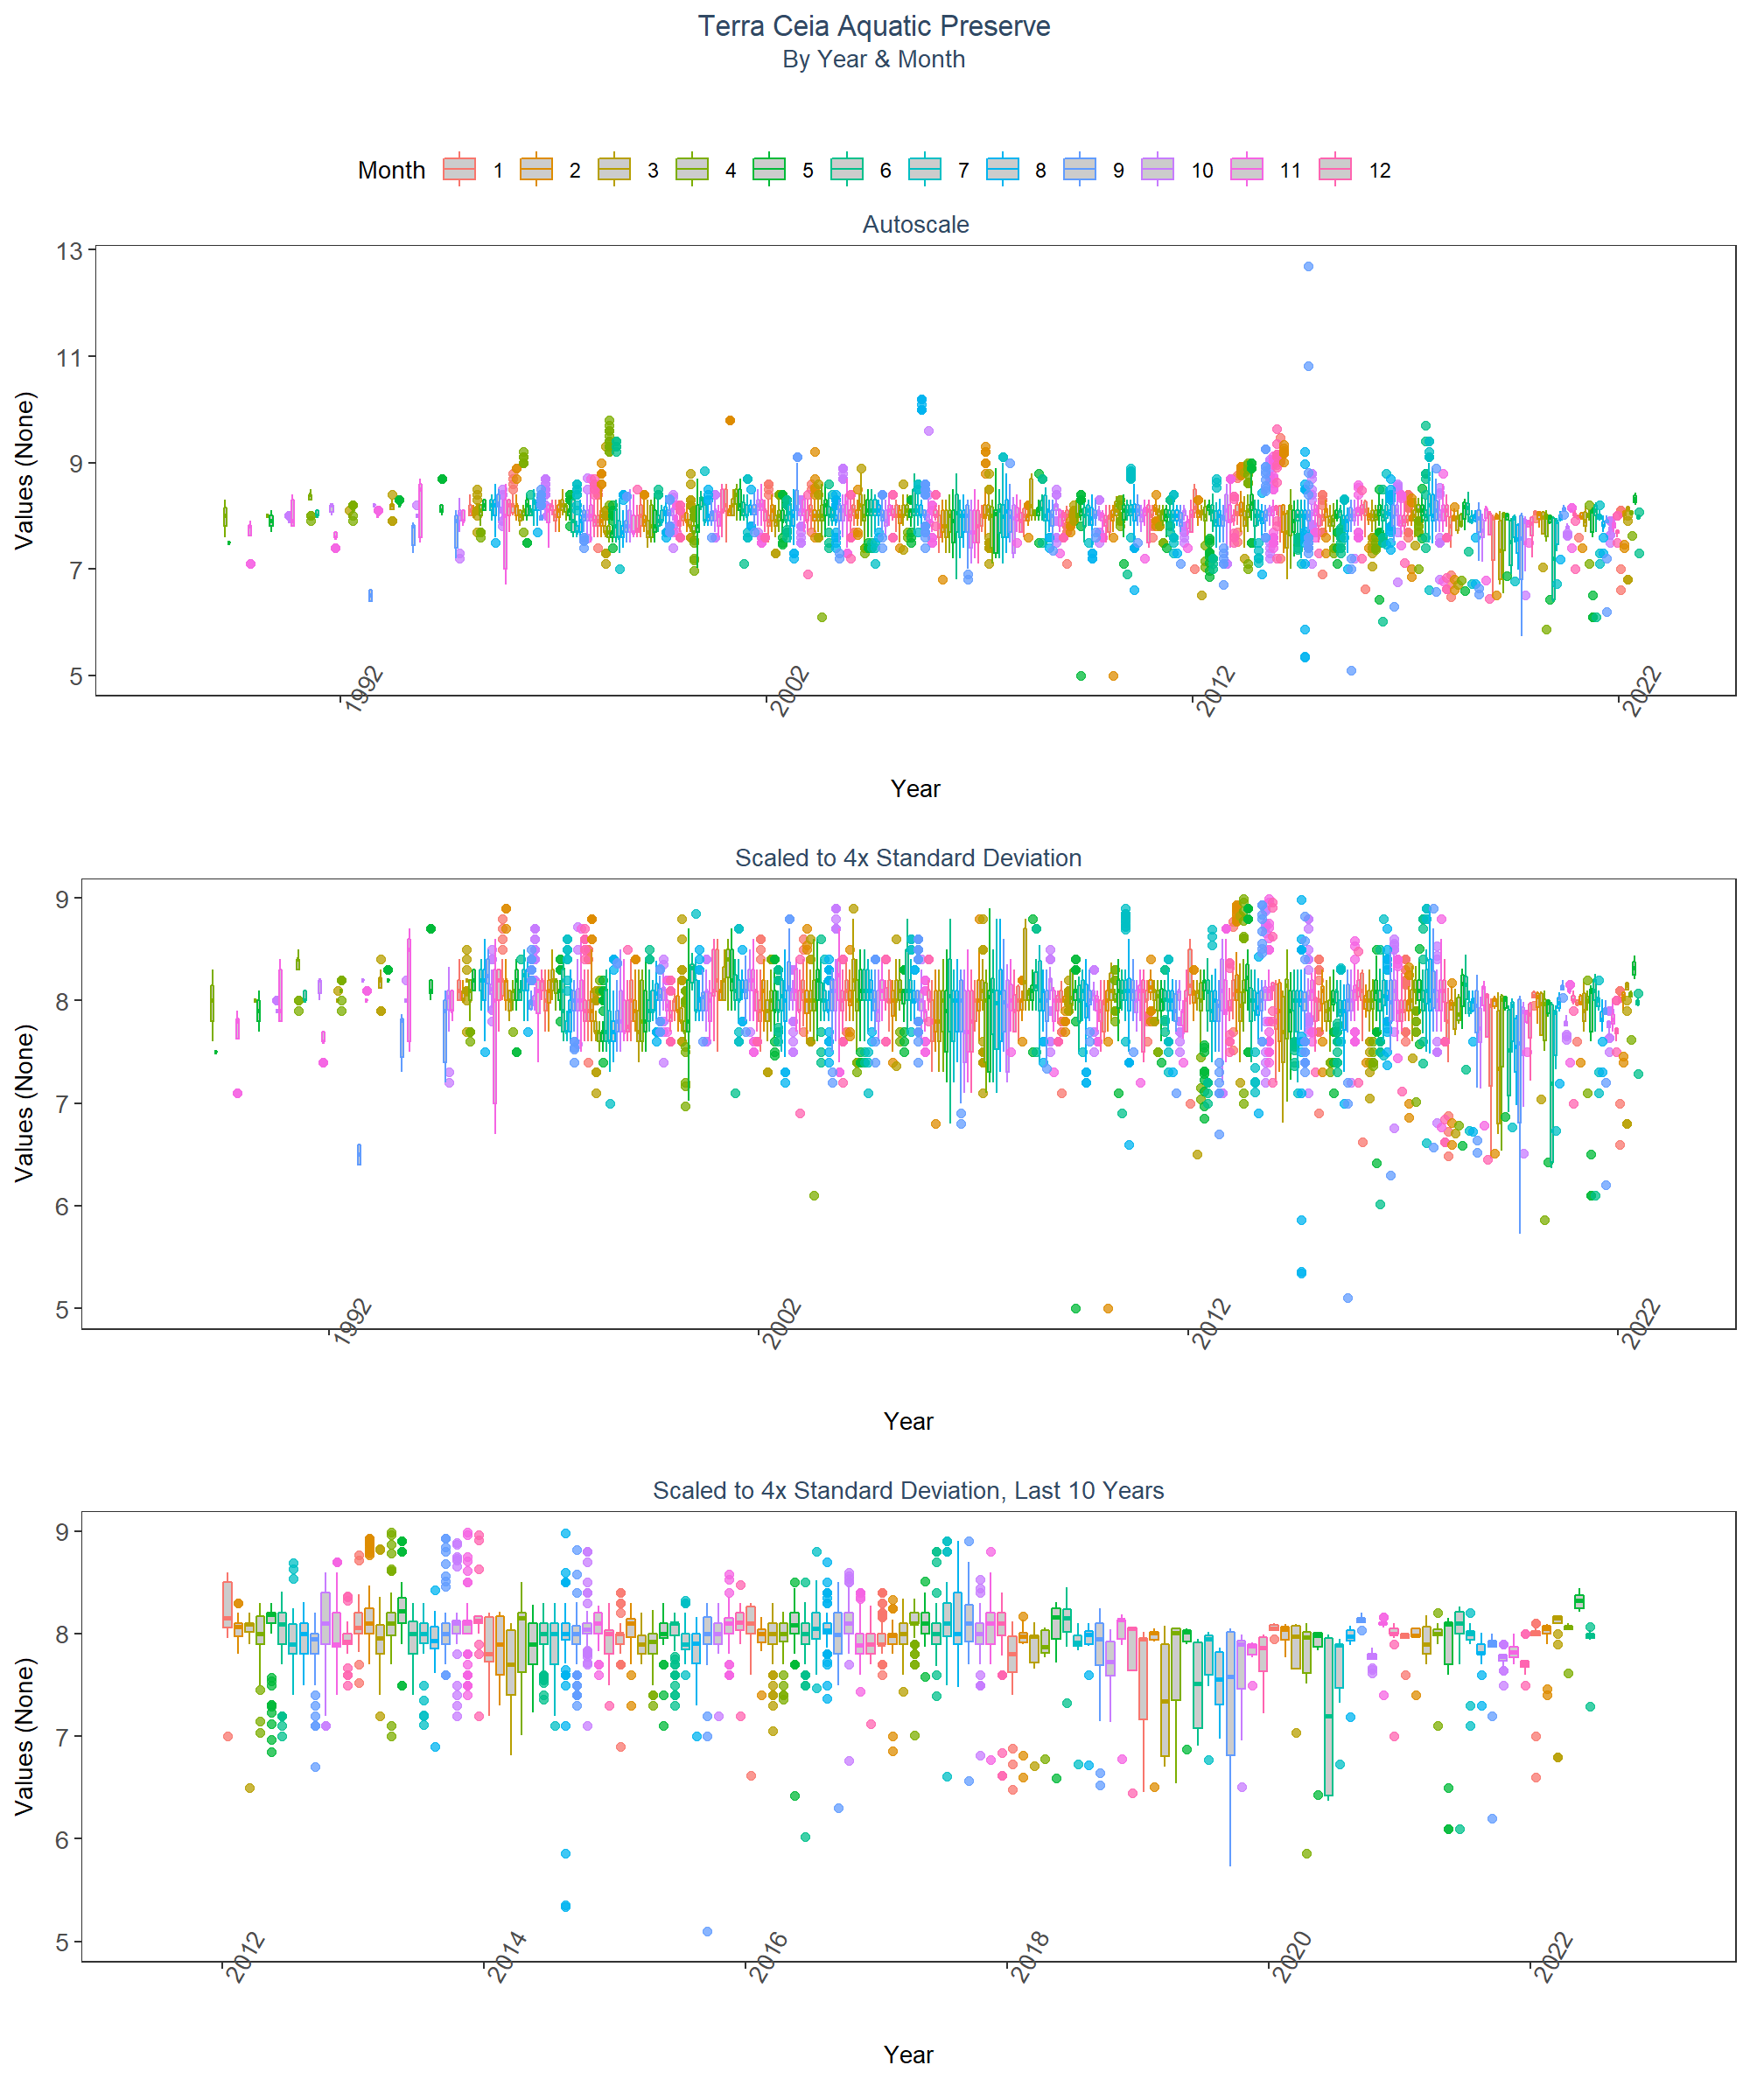 Terra Ceia Aquatic Preserve
By Year & Month
Month 1 2 3 4 5 6 7 8 9 10 11 12
Autoscale
13
11
9
7
5
Values (None)
1992 2002 2012 2022
Year
Scaled to 4x Standard Deviation
9
8
7
6
5
Values (None)
1992 2002 2012 2022
Year
Scaled to 4x Standard Deviation, Last 10 Years
9
8
7
6
5
Values (None)
2012 2014 2016 2018 2020 2022
Year